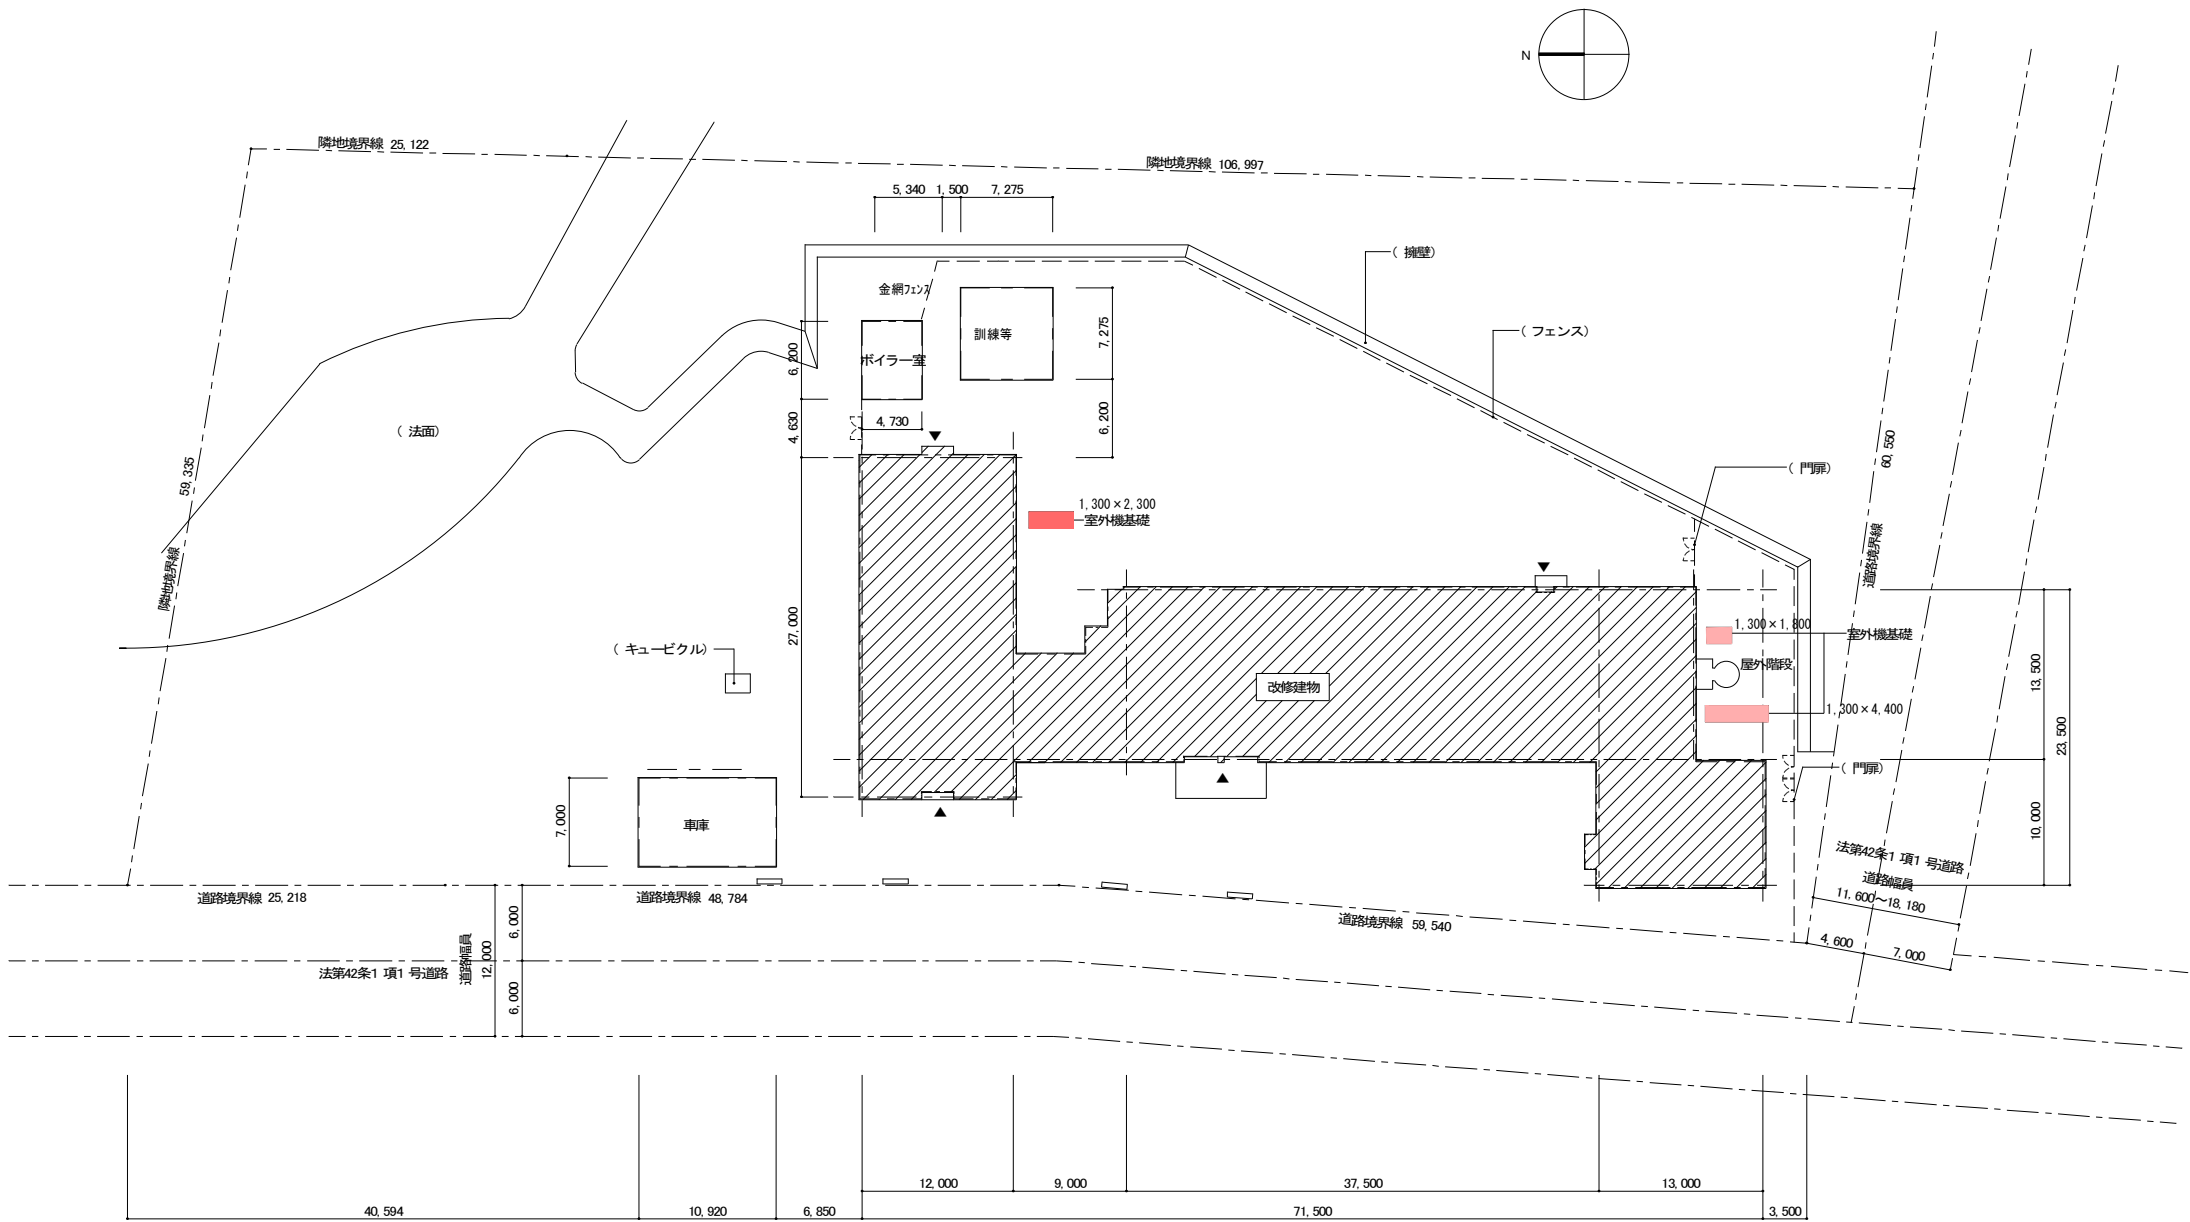 N
隣地境界線 25,122
隣地境界線 106,997
5,340 1,500 7,275
(擁壁)
金網フェンス
(フェンス)
訓練等
7,275
ボイラー室
6,200
4,730
4,630
6,200
(法面)
59,335
隣地境界線
60,550
道路境界線
(門扉)
1,300×2,300
室外機基礎
27,000
1,300×1,800
室外機基礎
屋外階段
13,500
23,500
(キュービクル)
改修建物
1,300×4,400
(門扉)
7,000
車庫
10,000
法第42条1項1号道路
道路幅員
11,600～18,180
道路境界線 25,218
道路境界線 48,784
道路境界線 59,540
4,600
7,000
6,000
道路幅員
12,000
法第42条1項1号道路
6,000
12,000
9,000
37,500
13,000
40,594
10,920
6,850
71,500
3,500